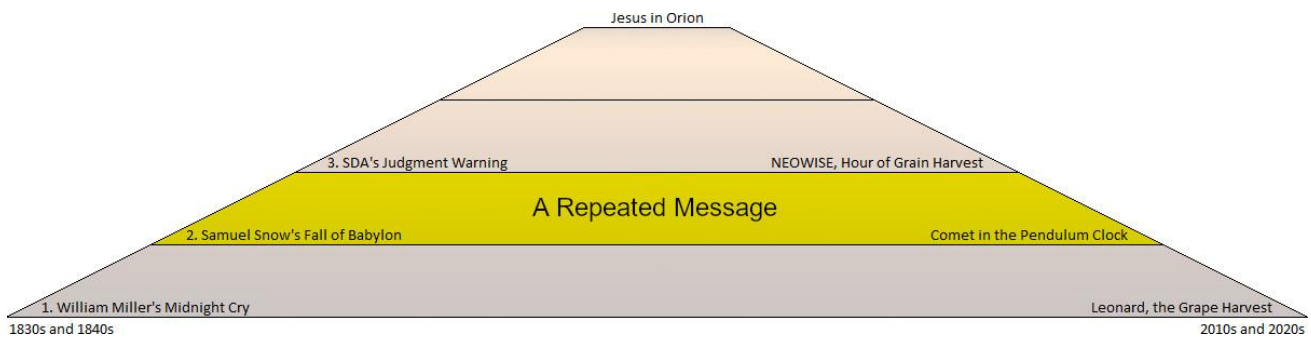 Jesus in Orion
3. SDA's Judgment Warning
NEOWISE, Hour of Grain Harvest
A Repeated Message
2. Samuel Snow's Fall of Babylon
Comet in the Pendulum Clock
1. William Miller's Midnight Cry
Leonard, the Grape Harvest
1830s and 1840s
2010s and 2020s